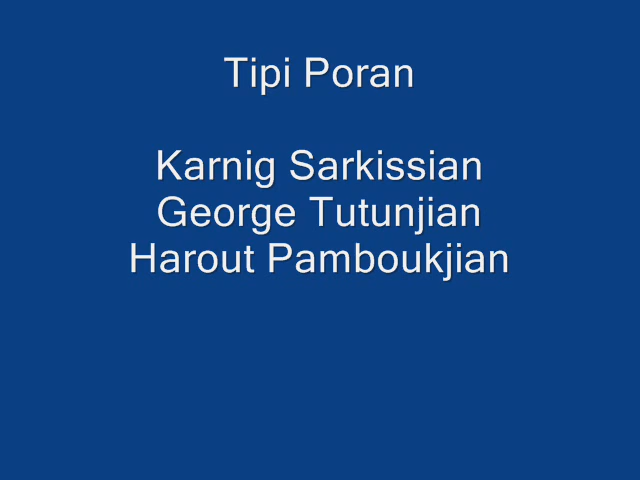 Tipi Poran
Karnig Sarkissian
George Tutunjian
Harout Pamboukjian